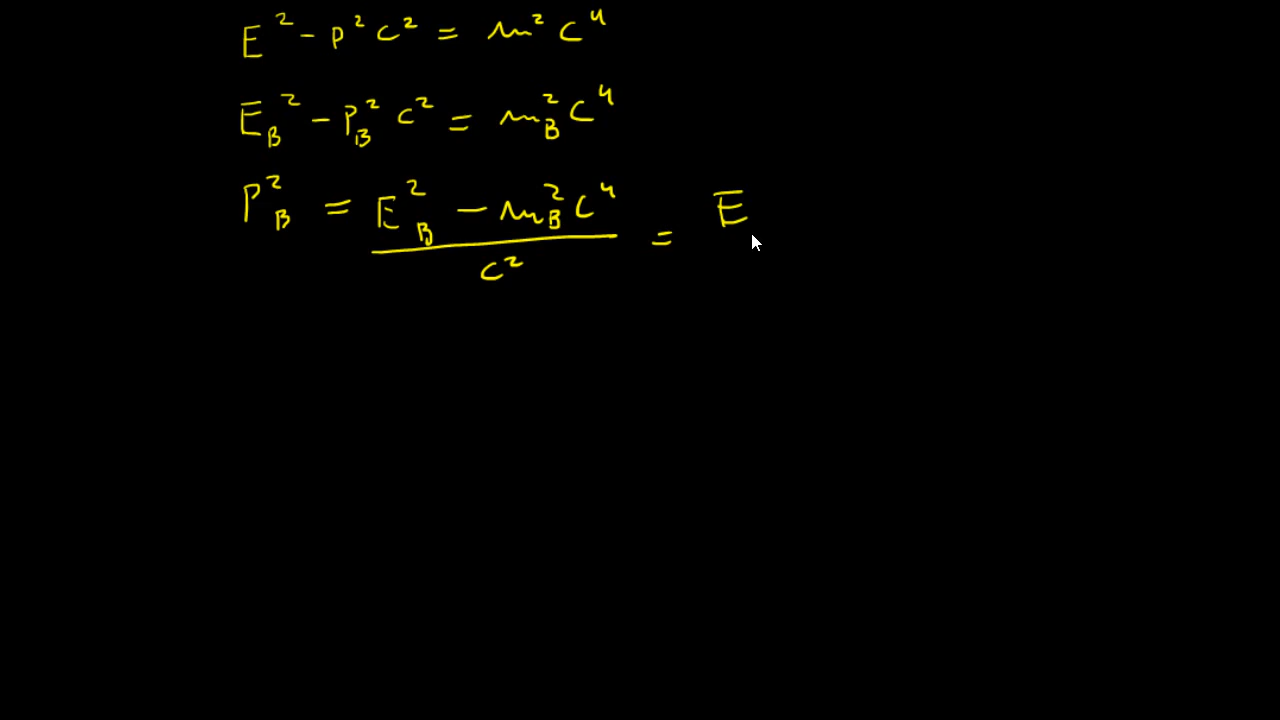 E² - P²C² = m²C⁴
E_B² - P_B²C² = m_B²C⁴
P_B² = (E_B² - m_B²C⁴) / C² = E